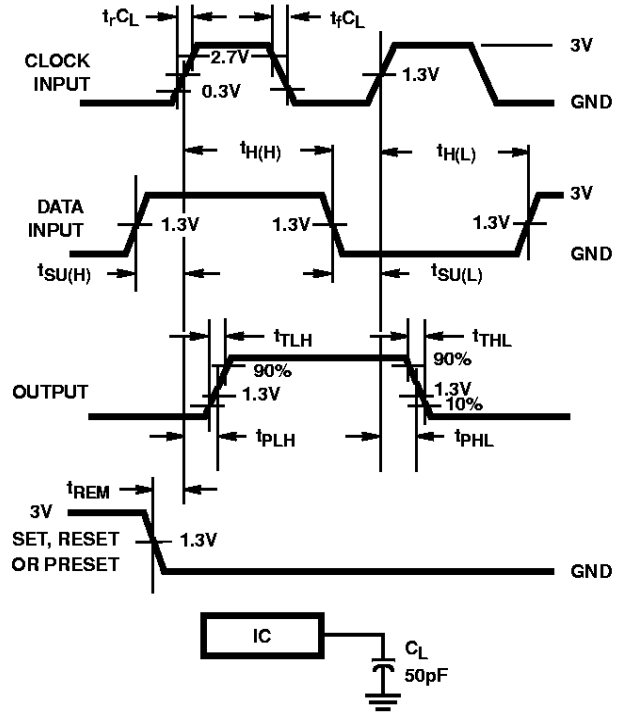 trCL
tfCL
CLOCK
INPUT
2.7V
0.3V
1.3V
3V
GND
tH(H)
tH(L)
DATA
INPUT
1.3V
1.3V
1.3V
3V
GND
tSU(H)
tSU(L)
tTLH
tTHL
OUTPUT
90%
90%
1.3V
1.3V
10%
tPLH
tPHL
tREM
3V
SET, RESET
OR PRESET
1.3V
GND
IC
CL
50pF